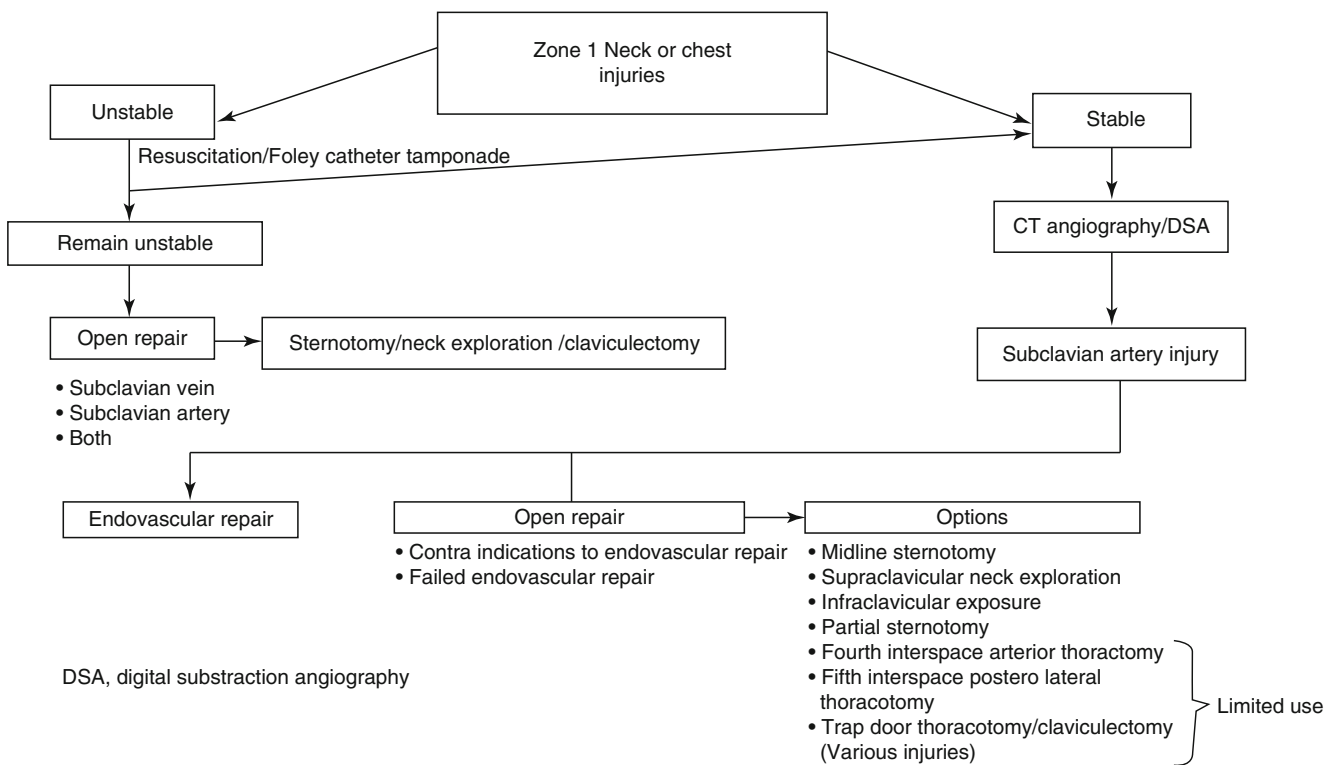 Zone 1 Neck or chest
injuries
Unstable
Stable
Resuscitation/Foley catheter tamponade
Remain unstable
CT angiography/DSA
Open repair
Sternotomy/neck exploration /claviculectomy
Subclavian artery injury
• Subclavian vein
• Subclavian artery
• Both
Endovascular repair
Open repair
Options
• Contra indications to endovascular repair
• Failed endovascular repair
• Midline sternotomy
• Supraclavicular neck exploration
• Infraclavicular exposure
• Partial sternotomy
• Fourth interspace arterior thoractomy
• Fifth interspace postero lateral
thoracotomy
• Trap door thoracotomy/claviculectomy
(Various injuries)
Limited use
DSA, digital substraction angiography